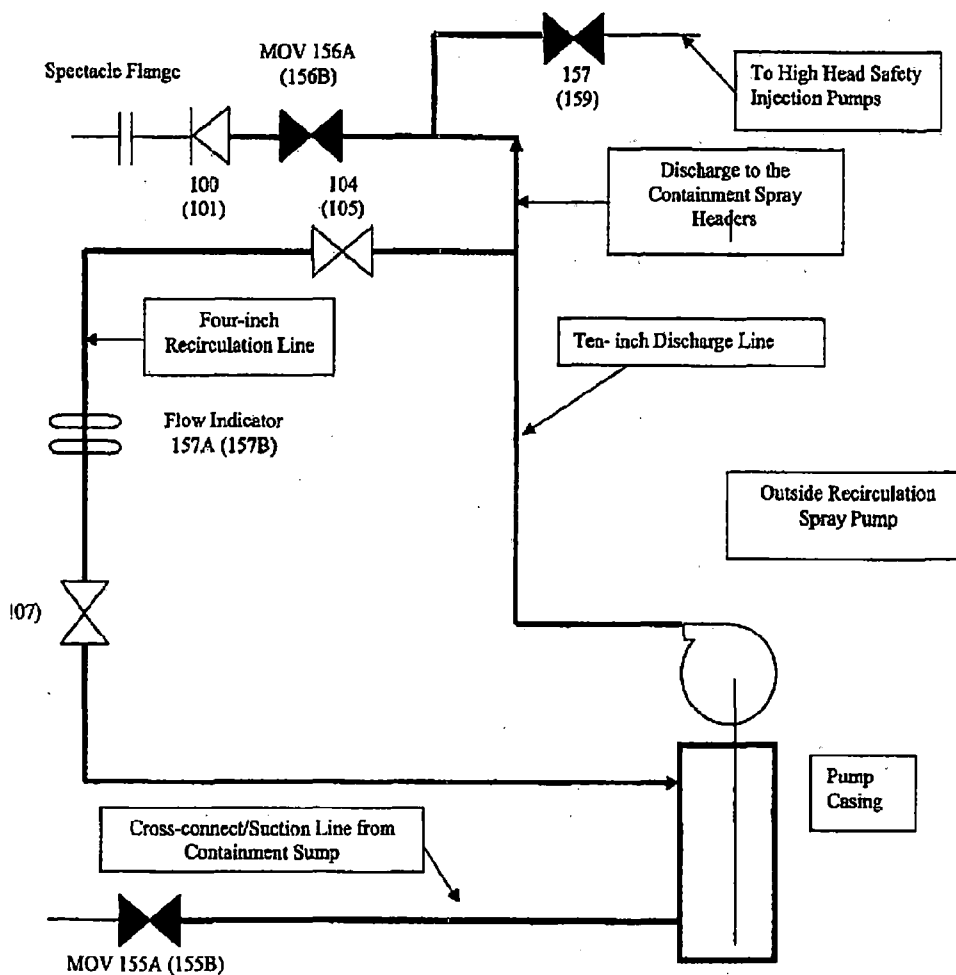 MOV 156A
(156B)
Spectacle Flange
157
(159)
To High Head Safety
Injection Pumps
100
(101)
104
(105)
Discharge to the
Containment Spray
Headers
Four-inch
Recirculation Line
Ten- inch Discharge Line
Flow Indicator
157A (157B)
Outside Recirculation
Spray Pump
107)
Pump
Casing
Cross-connect/Suction Line from
Containment Sump
MOV 155A (155B)